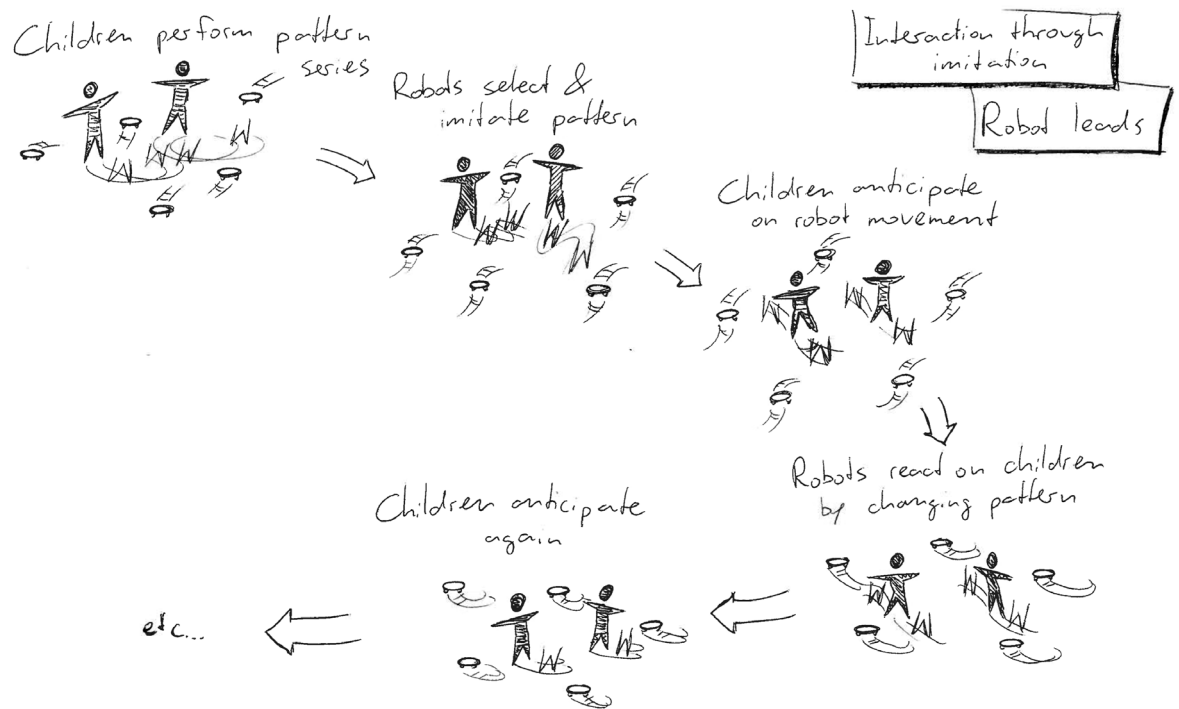 Children perform pattern
series
Interaction through
imitation
Robot leads
Robots select &
imitate pattern
Children anticipate
on robot movement
Robots react on children
by changing pattern
Children anticipate
again
etc...